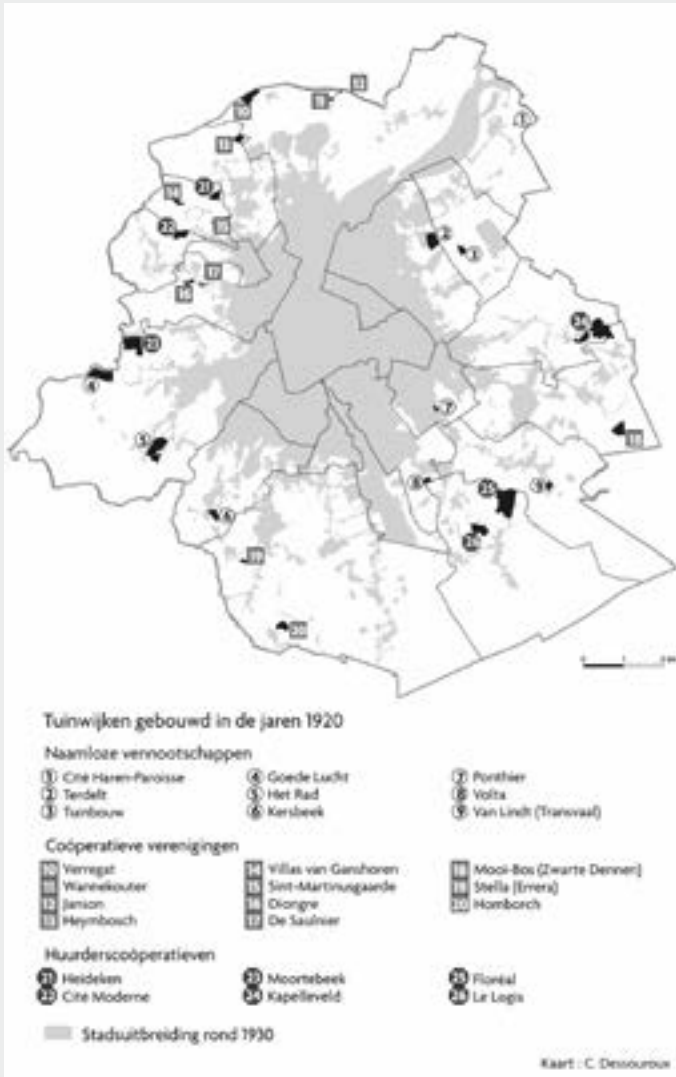 Tuinwijken gebouwd in de jaren 1920
Naamloze vennootschappen
1 Cité Haren-Paroisse
2 Terdelt
3 Tuinbouw
4 Goede Lucht
5 Het Rad
6 Kersbeek
7 Ponthier
8 Volta
9 Van Lindt (Transvaal)
Coöperatieve verenigingen
10 Verregat
11 Wannekouter
12 Janson
13 Heymbosch
14 Villas van Ganshoren
15 Sint-Martinusgaarde
16 Diongre
17 De Saulnier
18 Mooi-Bos (Zwarte Dennen)
19 Stella (Errera)
20 Homborch
Huurderscoöperatieven
21 Heideken
22 Cité Moderne
23 Moortebeek
24 Kapelleveld
25 Floréal
26 Le Logis
Stadsuitbreiding rond 1930
Kaart : C. Dessouroux